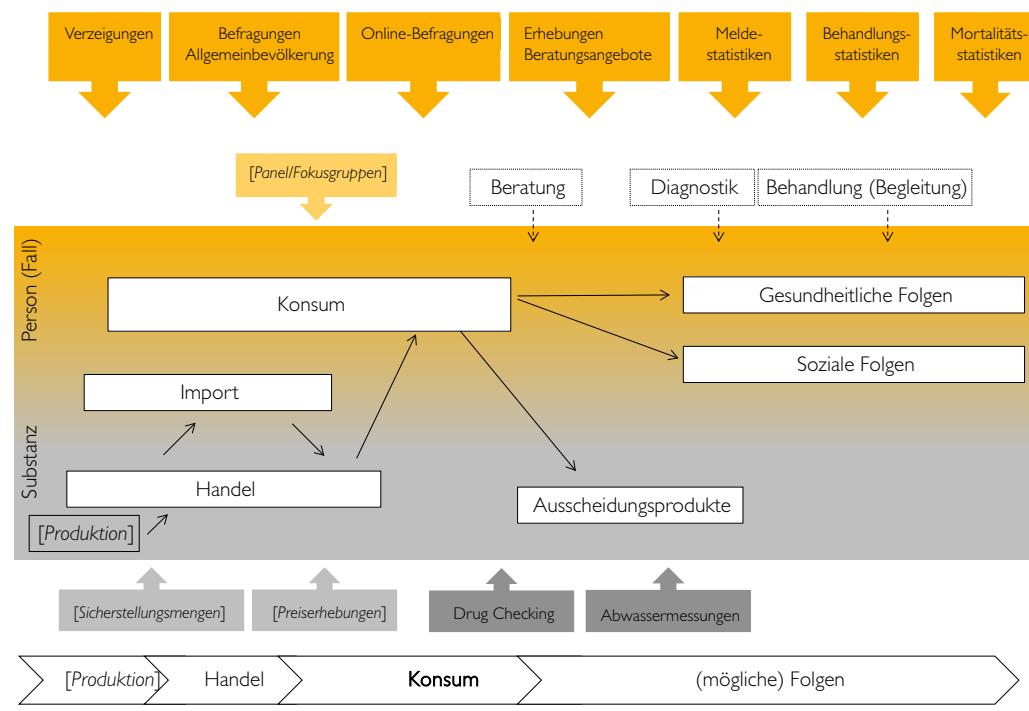 Verzeigungen
Befragungen
Allgemeinbevölkerung
Online-Befragungen
Erhebungen
Beratungsangebote
Melde-
statistiken
Behandlungs-
statistiken
Mortalitäts-
statistiken
[Panel/Fokusgruppen]
Beratung
Diagnostik
Behandlung (Begleitung)
Person (Fall)
Konsum
Gesundheitliche Folgen
Soziale Folgen
Import
Substanz
Handel
Ausscheidungsprodukte
[Produktion]
[Sicherstellungsmengen]
[Preiserhebungen]
Drug Checking
Abwassermessungen
[Produktion]
Handel
Konsum
(mögliche) Folgen